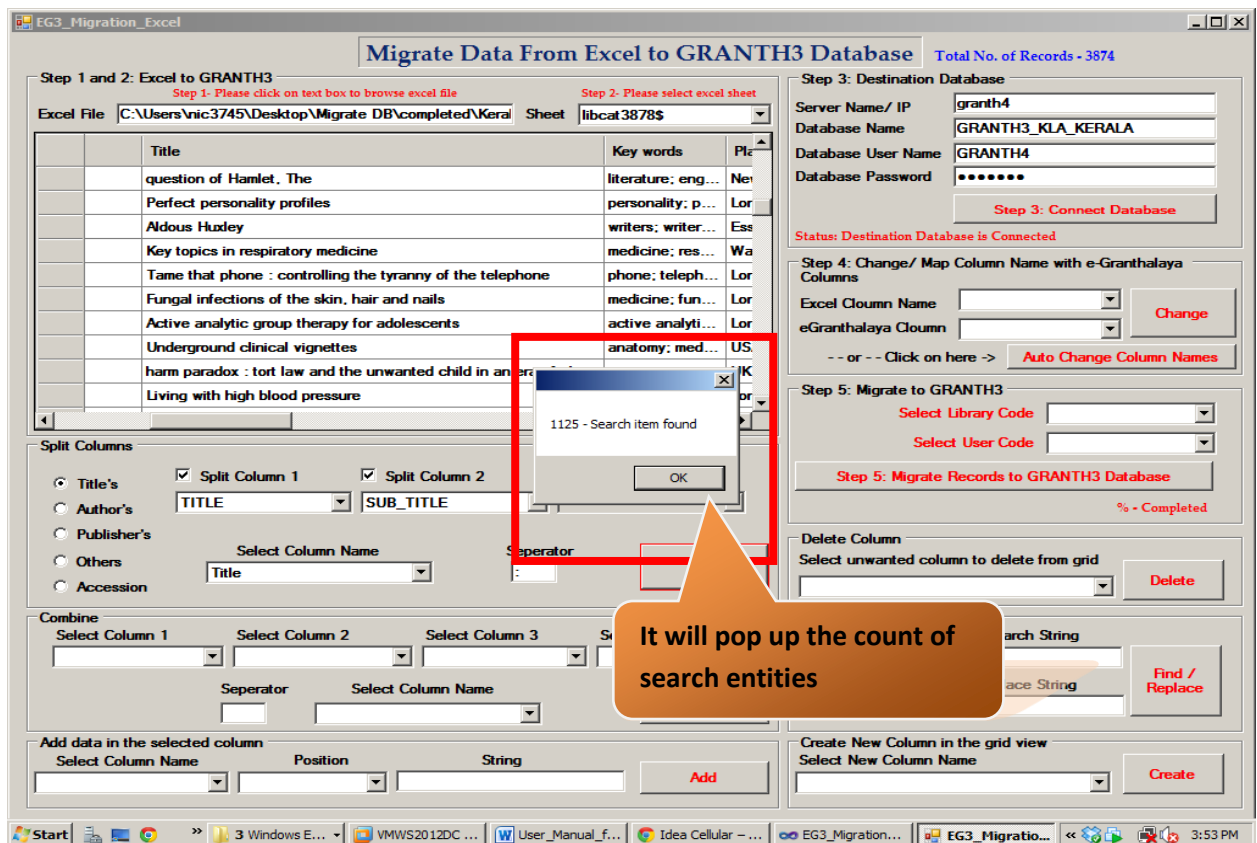 EG3_Migration_Excel
Migrate Data From Excel to GRANTH3 Database
Total No. of Records - 3874
Step 1 and 2: Excel to GRANTH3
Step 1- Please click on text box to browse excel file
Step 2- Please select excel sheet
Excel File C:\Users\nic3745\Desktop\Migrate DB\completed\Keral Sheet libcat3878$
Title Key words Pla
question of Hamlet, The literature; eng... Nev
Perfect personality profiles personality; p... Lor
Aldous Huxley writers; writer... Ess
Key topics in respiratory medicine medicine; res... Wa
Tame that phone : controlling the tyranny of the telephone phone; teleph... Lor
Fungal infections of the skin, hair and nails medicine; fun... Lor
Active analytic group therapy for adolescents active analyti... Lor
Underground clinical vignettes anatomy; med... US
harm paradox : tort law and the unwanted child in an era
Living with high blood pressure
1125 - Search item found
OK
Split Columns
Title's
Author's
Publisher's
Others
Accession
Split Column 1 Split Column 2
TITLE SUB_TITLE
Select Column Name Seperator
Title :
It will pop up the count of
search entities
Combine
Select Column 1 Select Column 2 Select Column 3
Seperator Select Column Name
Add data in the selected column
Select Column Name Position String
Add
Step 3: Destination Database
Server Name/ IP granth4
Database Name GRANTH3_KLA_KERALA
Database User Name GRANTH4
Database Password •••••••
Step 3: Connect Database
Status: Destination Database is Connected
Step 4: Change/ Map Column Name with e-Granthalaya
Columns
Excel Cloumn Name
eGranthalaya Cloumn
Change
- - or - - Click on here -> Auto Change Column Names
Step 5: Migrate to GRANTH3
Select Library Code
Select User Code
Step 5: Migrate Records to GRANTH3 Database
% - Completed
Delete Column
Select unwanted column to delete from grid
Delete
arch String
ace String
Find /
Replace
Create New Column in the grid view
Select New Column Name
Create
Start » 3 Windows E... VMWS2012DC ... User_Manual_f... Idea Cellular – ... EG3_Migration... EG3_Migratio... « 3:53 PM